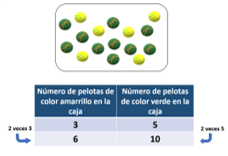 Número de pelotas de color amarrillo en la caja
Número de pelotas de color verde en la caja
3 5
2 veces 3 6 10 2 veces 5